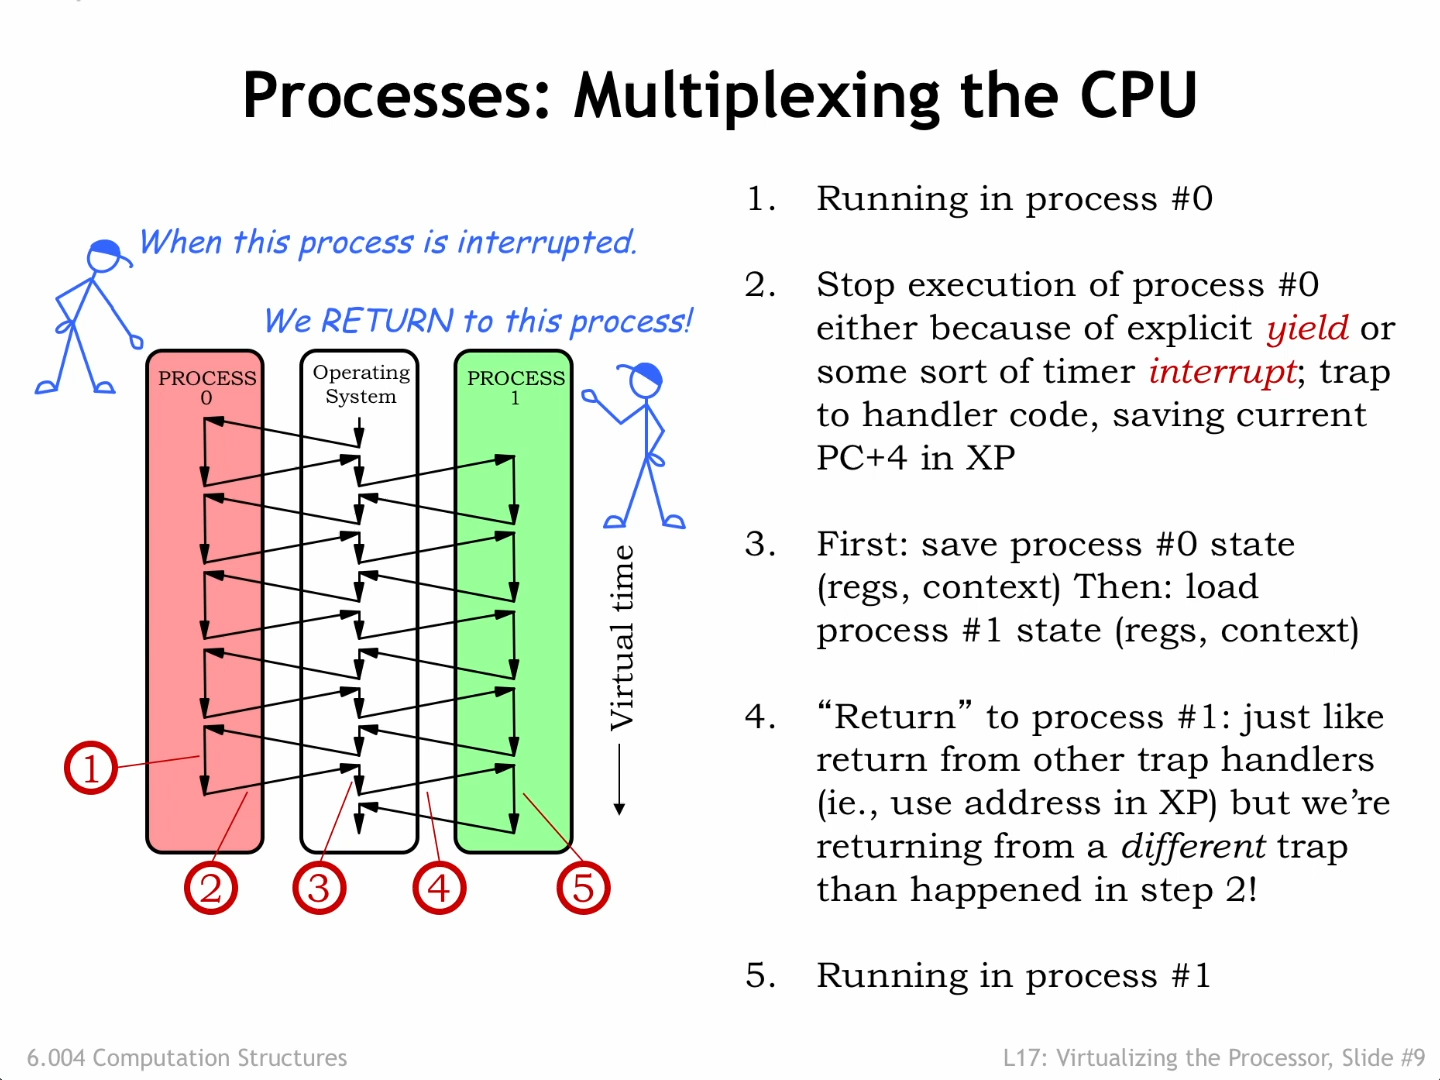 Processes: Multiplexing the CPU
When this process is interrupted.
We RETURN to this process!
PROCESS
0
Operating
System
PROCESS
1
Virtual time
1
2
3
4
5
1. Running in process #0
2. Stop execution of process #0
either because of explicit yield or
some sort of timer interrupt; trap
to handler code, saving current
PC+4 in XP
3. First: save process #0 state
(regs, context) Then: load
process #1 state (regs, context)
4. “Return” to process #1: just like
return from other trap handlers
(ie., use address in XP) but we’re
returning from a different trap
than happened in step 2!
5. Running in process #1
6.004 Computation Structures
L17: Virtualizing the Processor, Slide #9